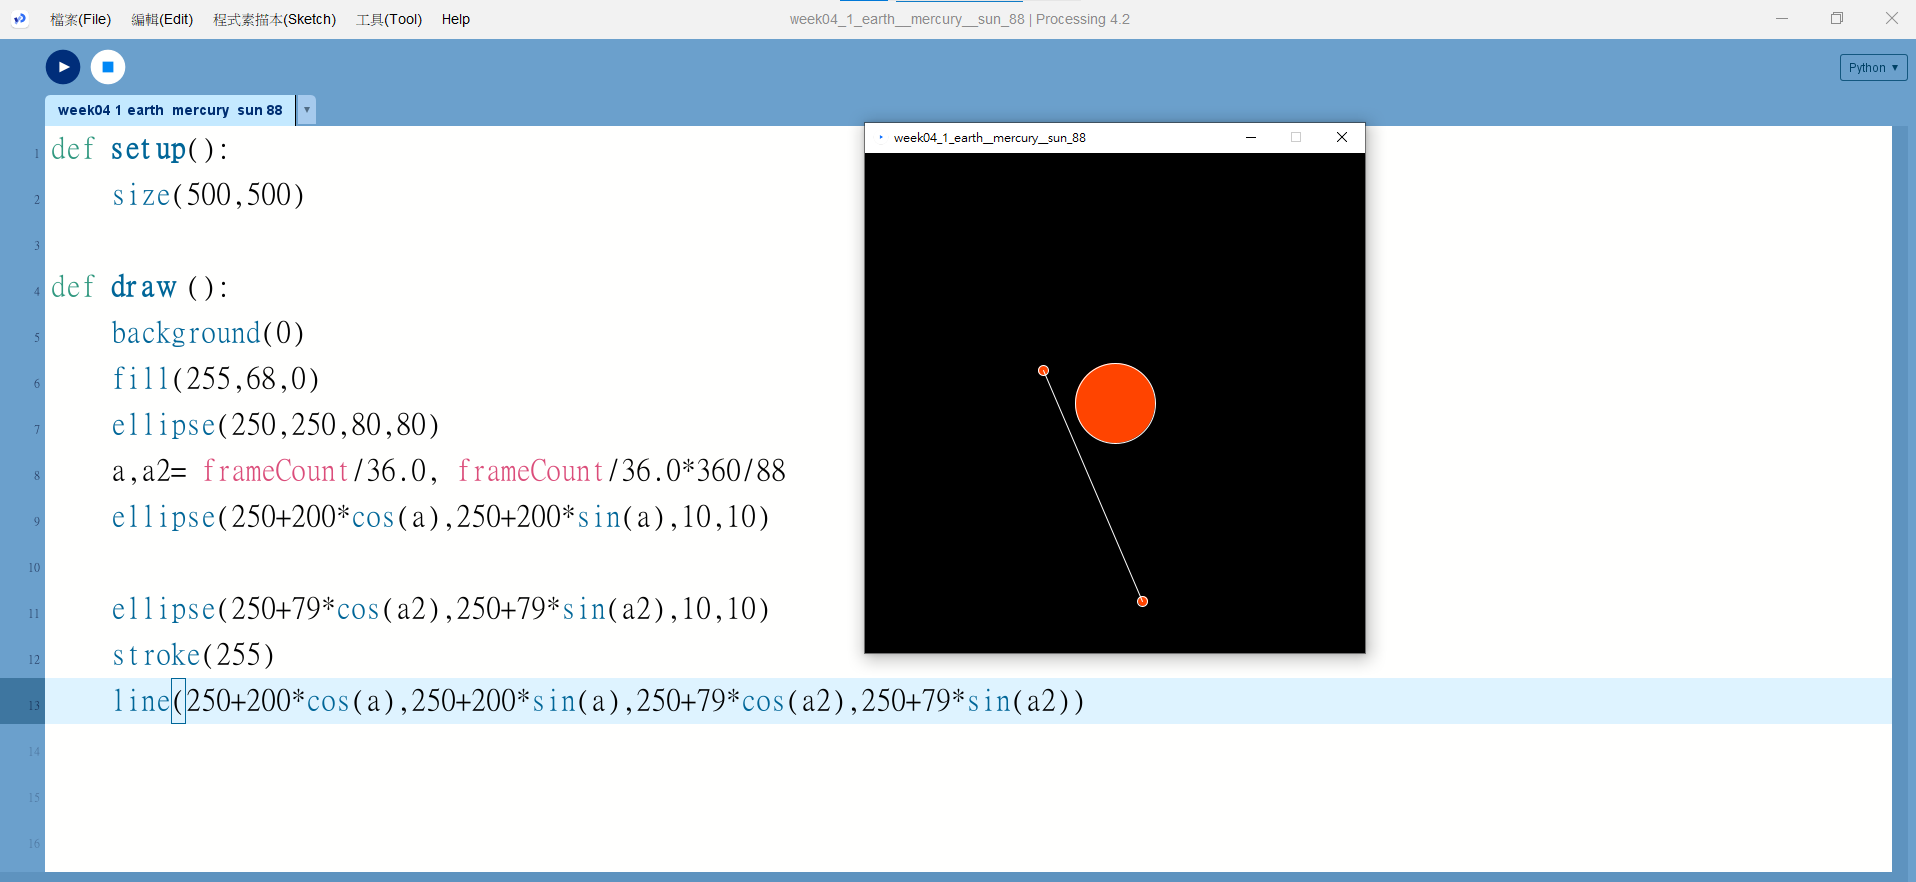 檔案(File) 編輯(Edit) 程式素描本(Sketch) 工具(Tool) Help
week04_1_earth__mercury__sun_88 | Processing 4.2
Python ▼
week04 1 earth  mercury  sun 88 ▼
week04_1_earth__mercury__sun_88
1 def setup():
2     size(500,500)
3
4 def draw ():
5     background(0)
6     fill(255,68,0)
7     ellipse(250,250,80,80)
8     a,a2= frameCount/36.0, frameCount/36.0*360/88
9     ellipse(250+200*cos(a),250+200*sin(a),10,10)
10
11     ellipse(250+79*cos(a2),250+79*sin(a2),10,10)
12     stroke(255)
13     line(250+200*cos(a),250+200*sin(a),250+79*cos(a2),250+79*sin(a2))
14
15
16